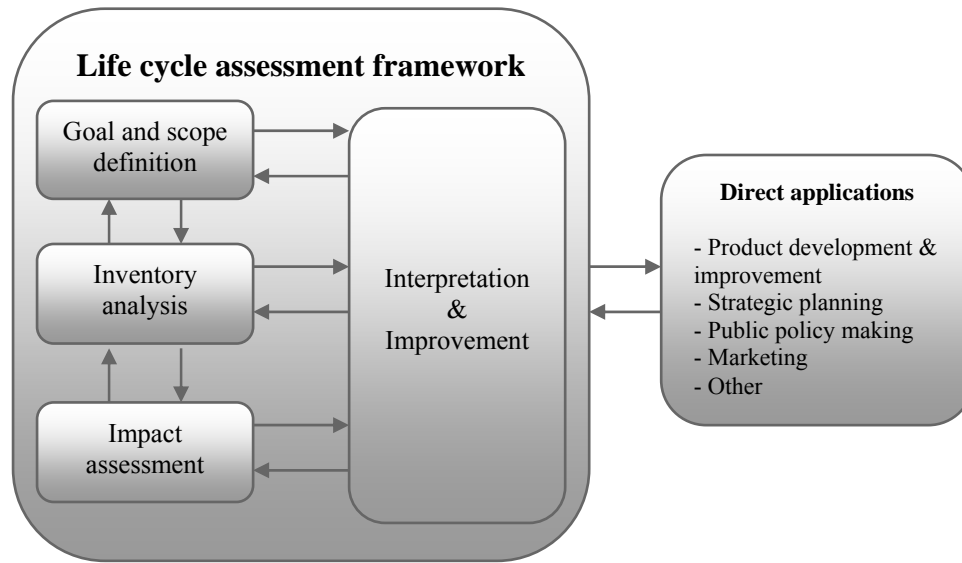 Life cycle assessment framework
Goal and scope
definition
Inventory
analysis
Impact
assessment
Interpretation
&
Improvement
Direct applications
- Product development &
improvement
- Strategic planning
- Public policy making
- Marketing
- Other